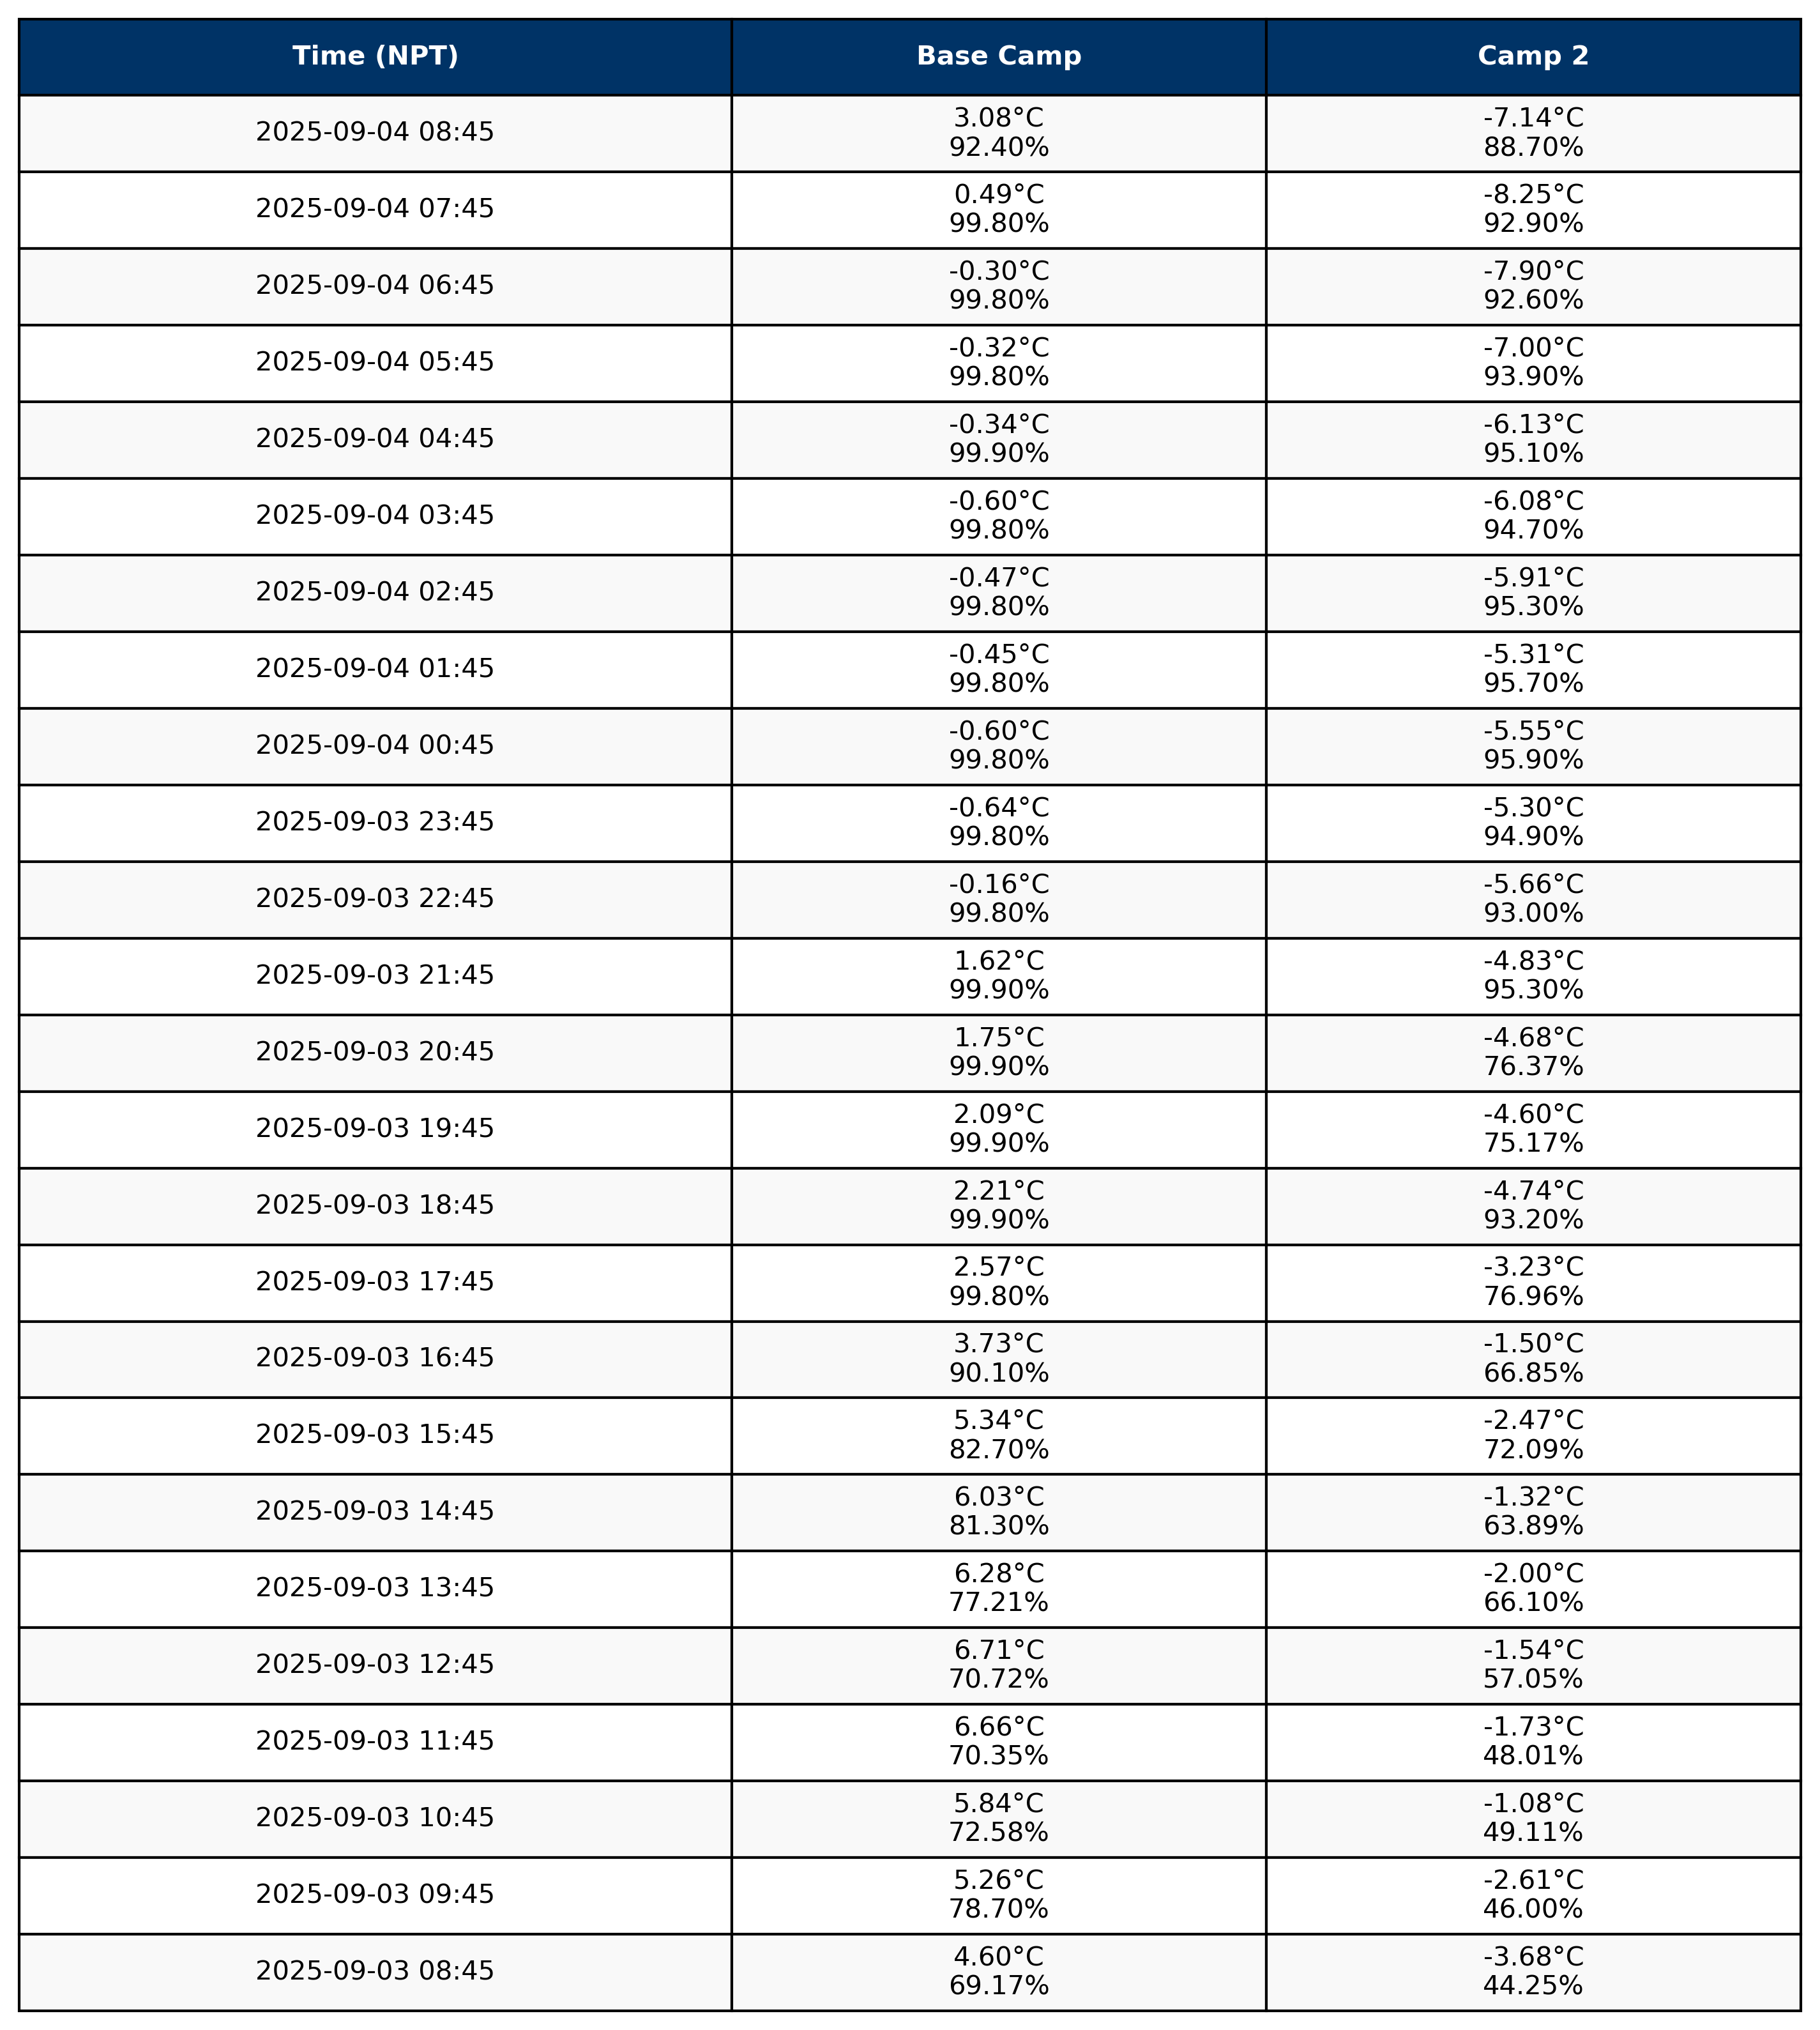 Time (NPT) Base Camp Camp 2
2025-09-04 08:45 3.08°C -7.14°C
92.40% 88.70%
2025-09-04 07:45 0.49°C -8.25°C
99.80% 92.90%
2025-09-04 06:45 -0.30°C -7.90°C
99.80% 92.60%
2025-09-04 05:45 -0.32°C -7.00°C
99.80% 93.90%
2025-09-04 04:45 -0.34°C -6.13°C
99.90% 95.10%
2025-09-04 03:45 -0.60°C -6.08°C
99.80% 94.70%
2025-09-04 02:45 -0.47°C -5.91°C
99.80% 95.30%
2025-09-04 01:45 -0.45°C -5.31°C
99.80% 95.70%
2025-09-04 00:45 -0.60°C -5.55°C
99.80% 95.90%
2025-09-03 23:45 -0.64°C -5.30°C
99.80% 94.90%
2025-09-03 22:45 -0.16°C -5.66°C
99.80% 93.00%
2025-09-03 21:45 1.62°C -4.83°C
99.90% 95.30%
2025-09-03 20:45 1.75°C -4.68°C
99.90% 76.37%
2025-09-03 19:45 2.09°C -4.60°C
99.90% 75.17%
2025-09-03 18:45 2.21°C -4.74°C
99.90% 93.20%
2025-09-03 17:45 2.57°C -3.23°C
99.80% 76.96%
2025-09-03 16:45 3.73°C -1.50°C
90.10% 66.85%
2025-09-03 15:45 5.34°C -2.47°C
82.70% 72.09%
2025-09-03 14:45 6.03°C -1.32°C
81.30% 63.89%
2025-09-03 13:45 6.28°C -2.00°C
77.21% 66.10%
2025-09-03 12:45 6.71°C -1.54°C
70.72% 57.05%
2025-09-03 11:45 6.66°C -1.73°C
70.35% 48.01%
2025-09-03 10:45 5.84°C -1.08°C
72.58% 49.11%
2025-09-03 09:45 5.26°C -2.61°C
78.70% 46.00%
2025-09-03 08:45 4.60°C -3.68°C
69.17% 44.25%